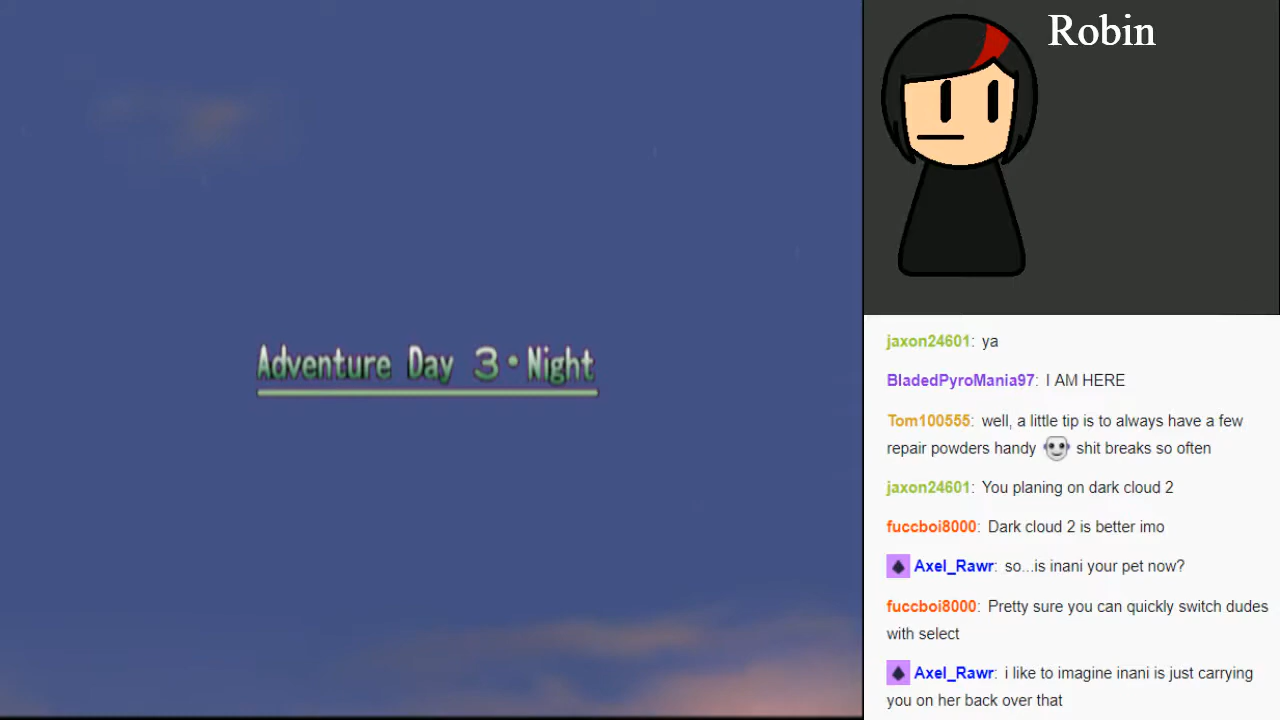 Adventure Day 3・Night
Robin
jaxon24601: ya
BladedPyroMania97: I AM HERE
Tom100555: well, a little tip is to always have a few
repair powders handy shit breaks so often
jaxon24601: You planing on dark cloud 2
fuccboi8000: Dark cloud 2 is better imo
Axel_Rawr: so...is inani your pet now?
fuccboi8000: Pretty sure you can quickly switch dudes
with select
Axel_Rawr: i like to imagine inani is just carrying
you on her back over that